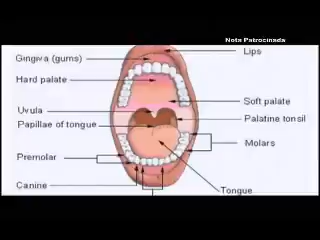 Nota Patrocinada
Lips
Gingiva (gums)
Hard palate
Soft palate
Uvula
Palatine tonsil
Papillae of tongue
Molars
Premolar
Canine
Tongue